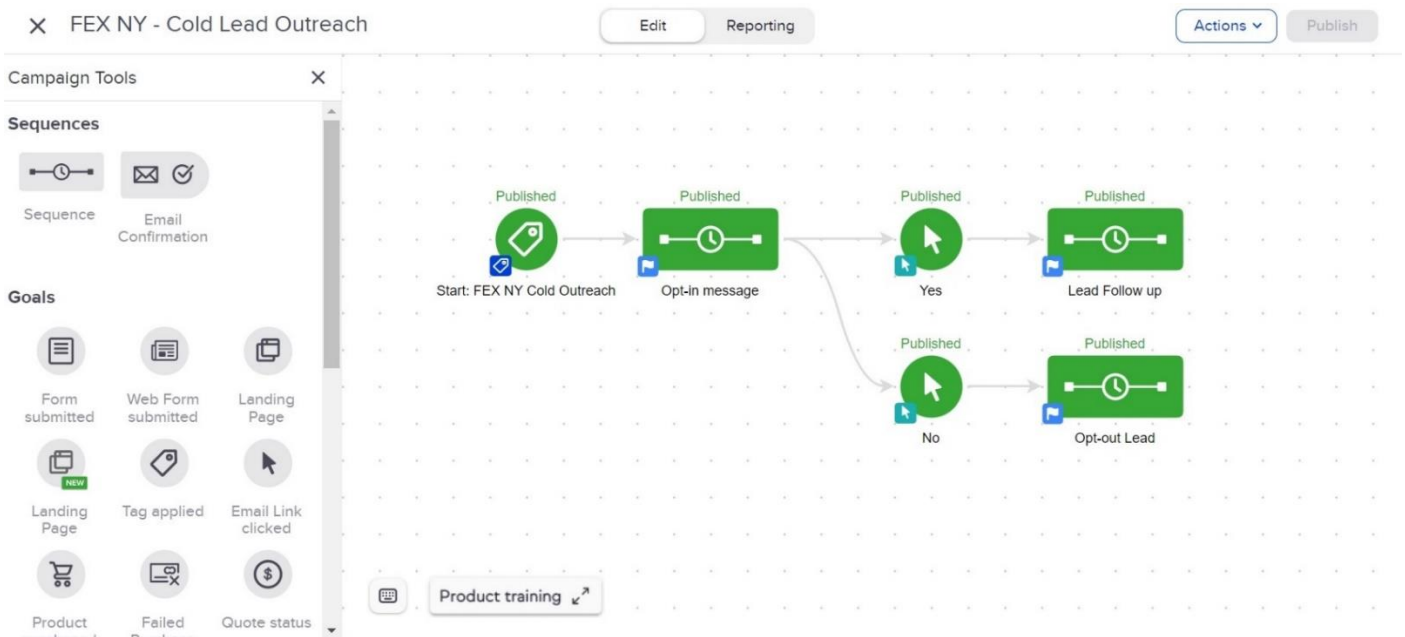 FEX NY - Cold Lead Outreach
Edit
Reporting
Actions
Publish
Campaign Tools
Sequences
Sequence
Email
Confirmation
Goals
Form
submitted
Web Form
submitted
Landing
Page
NEW
Landing
Page
Tag applied
Email Link
clicked
Product
Failed
Quote status
Published
Start: FEX NY Cold Outreach
Published
Opt-in message
Published
Yes
Published
Lead Follow up
Published
No
Published
Opt-out Lead
Product training